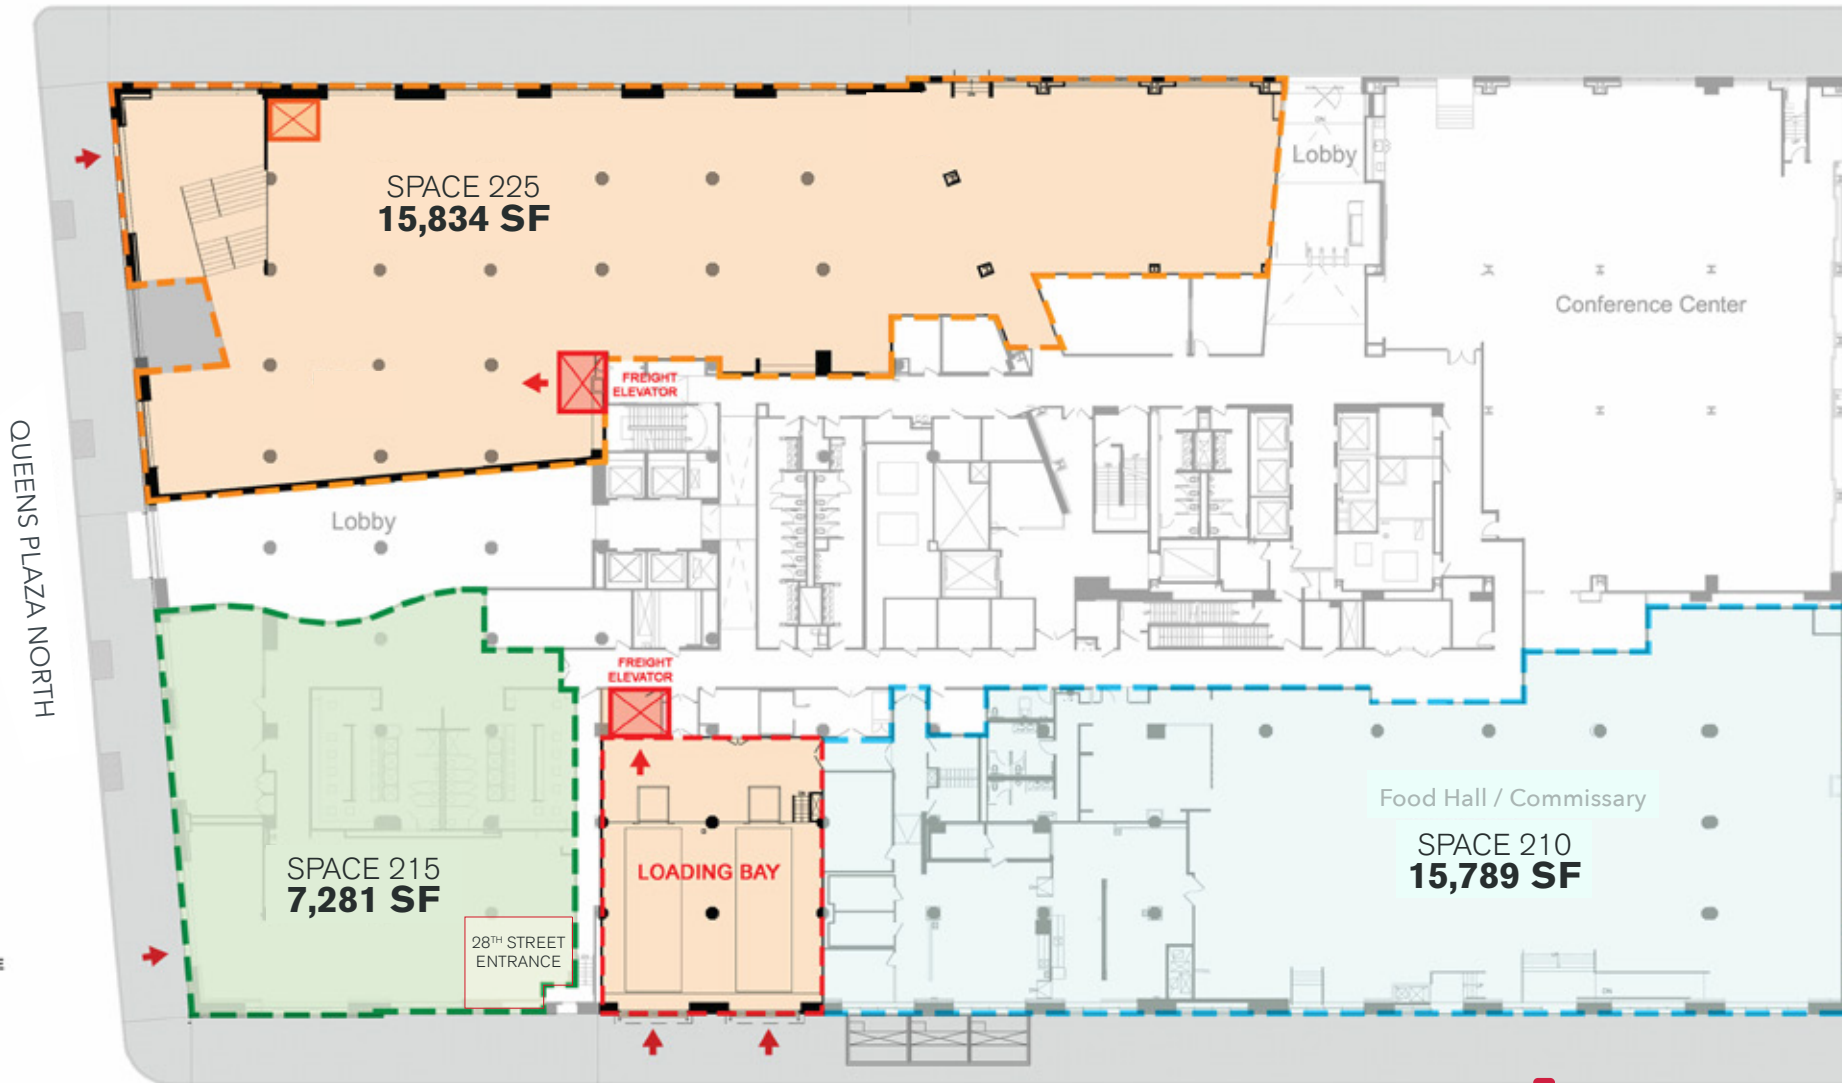 SPACE 225
15,834 SF
Lobby
Conference Center
FREIGHT
ELEVATOR
QUEENS PLAZA NORTH
Lobby
FREIGHT
ELEVATOR
Food Hall / Commissary
SPACE 210
15,789 SF
SPACE 215
7,281 SF
LOADING BAY
28TH STREET
ENTRANCE